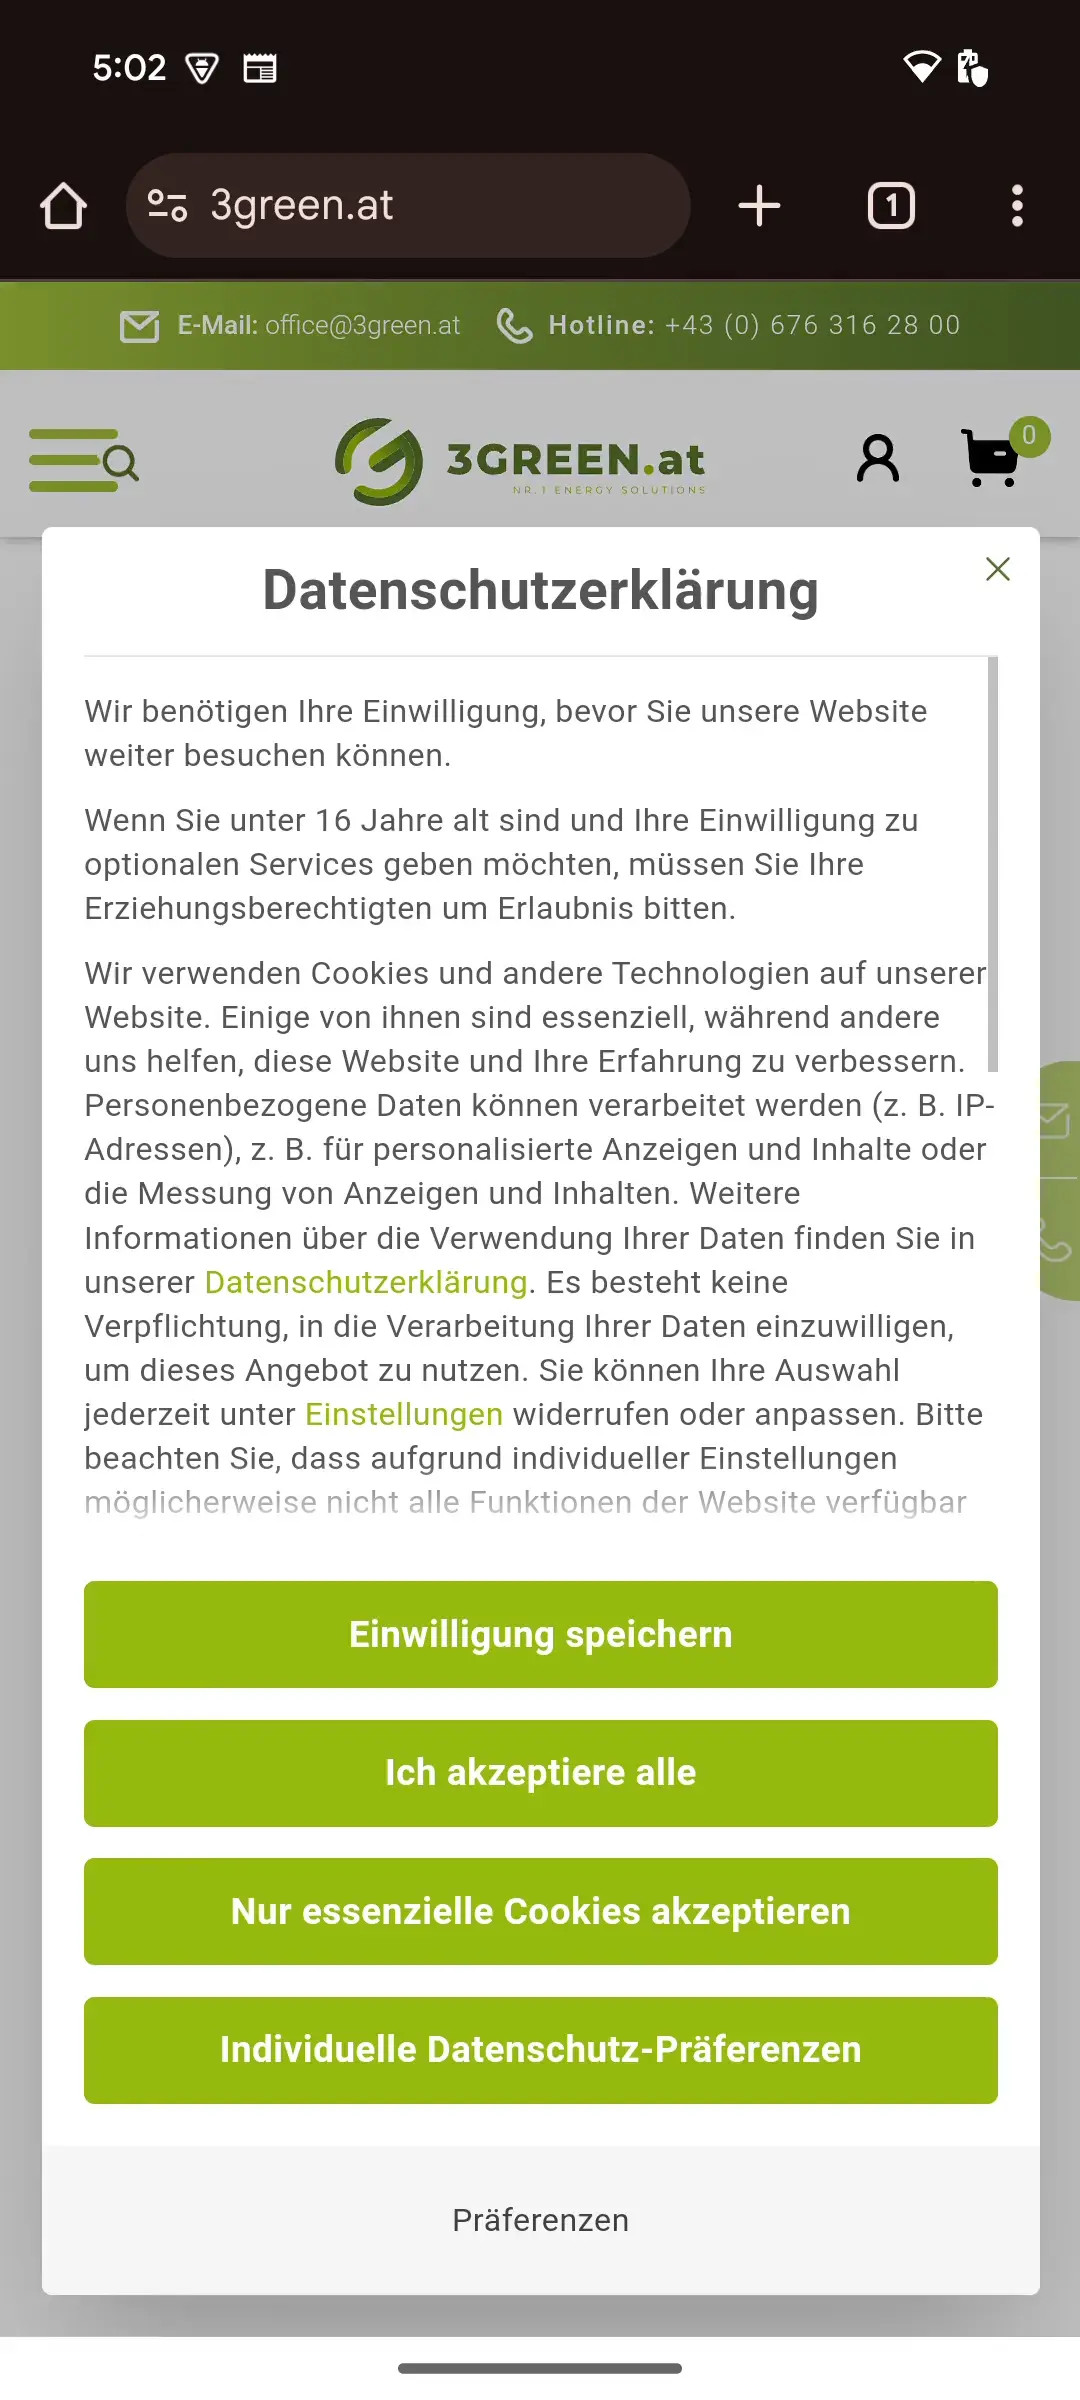 5:02
3green.at
1
E-Mail: office@3green.at
Hotline: +43 (0) 676 316 28 00
3GREEN.at
NR.1 ENERGY SOLUTIONS
0
Datenschutzerklärung
Wir benötigen Ihre Einwilligung, bevor Sie unsere Website
weiter besuchen können.
Wenn Sie unter 16 Jahre alt sind und Ihre Einwilligung zu
optionalen Services geben möchten, müssen Sie Ihre
Erziehungsberechtigten um Erlaubnis bitten.
Wir verwenden Cookies und andere Technologien auf unserer
Website. Einige von ihnen sind essenziell, während andere
uns helfen, diese Website und Ihre Erfahrung zu verbessern.
Personenbezogene Daten können verarbeitet werden (z. B. IP-
Adressen), z. B. für personalisierte Anzeigen und Inhalte oder
die Messung von Anzeigen und Inhalten. Weitere
Informationen über die Verwendung Ihrer Daten finden Sie in
unserer Datenschutzerklärung. Es besteht keine
Verpflichtung, in die Verarbeitung Ihrer Daten einzuwilligen,
um dieses Angebot zu nutzen. Sie können Ihre Auswahl
jederzeit unter Einstellungen widerrufen oder anpassen. Bitte
beachten Sie, dass aufgrund individueller Einstellungen
möglicherweise nicht alle Funktionen der Website verfügbar
Einwilligung speichern
Ich akzeptiere alle
Nur essenzielle Cookies akzeptieren
Individuelle Datenschutz-Präferenzen
Präferenzen